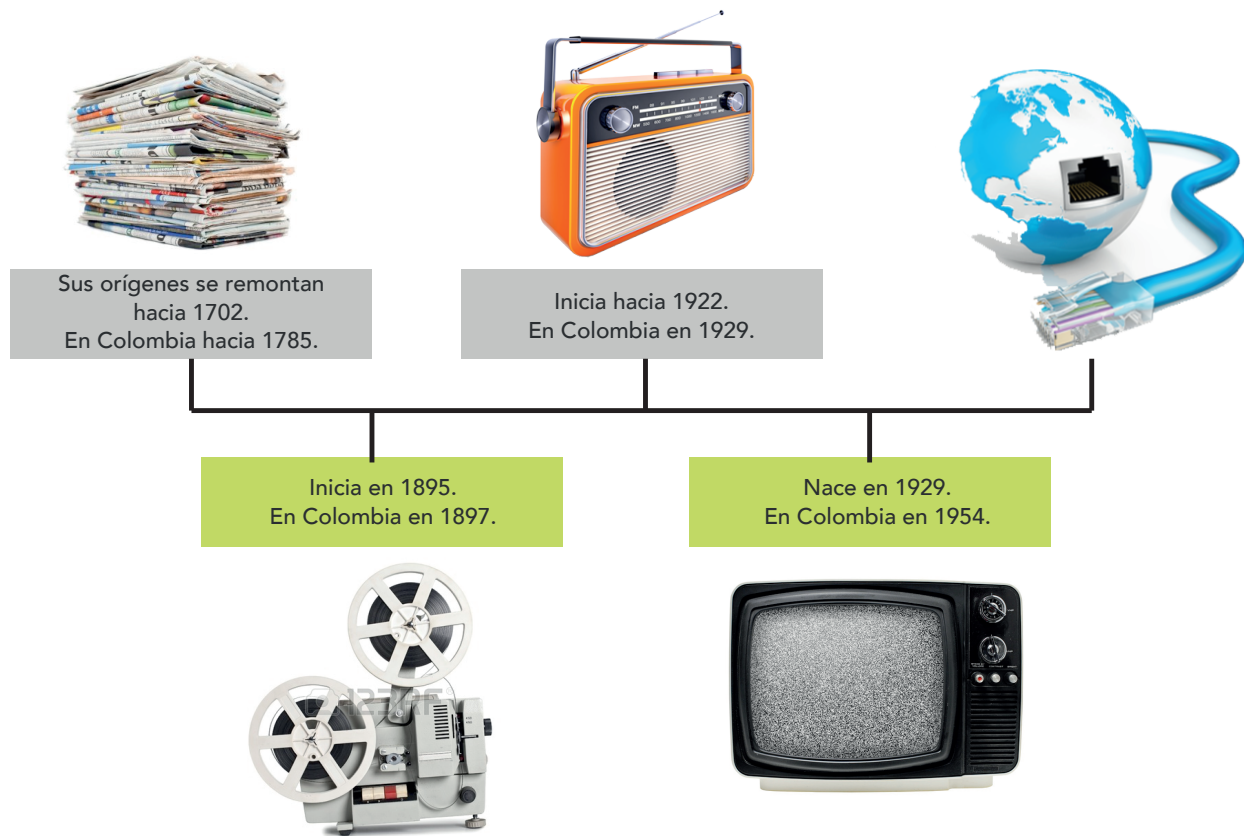 Sus orígenes se remontan
hacia 1702.
En Colombia hacia 1785.
Inicia hacia 1922.
En Colombia en 1929.
Inicia en 1895.
En Colombia en 1897.
Nace en 1929.
En Colombia en 1954.
123RF